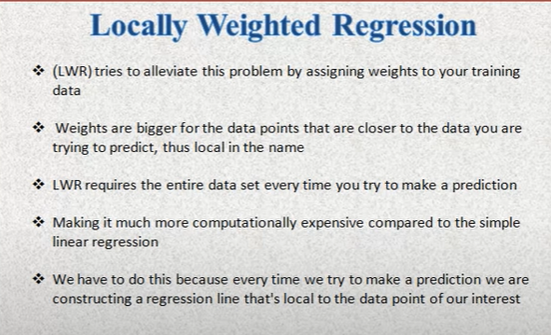 Locally Weighted Regression
❖ (LWR) tries to alleviate this problem by assigning weights to your training
data
❖ Weights are bigger for the data points that are closer to the data you are
trying to predict, thus local in the name
❖ LWR requires the entire data set every time you try to make a prediction
❖ Making it much more computationally expensive compared to the simple
linear regression
❖ We have to do this because every time we try to make a prediction we are
constructing a regression line that's local to the data point of our interest